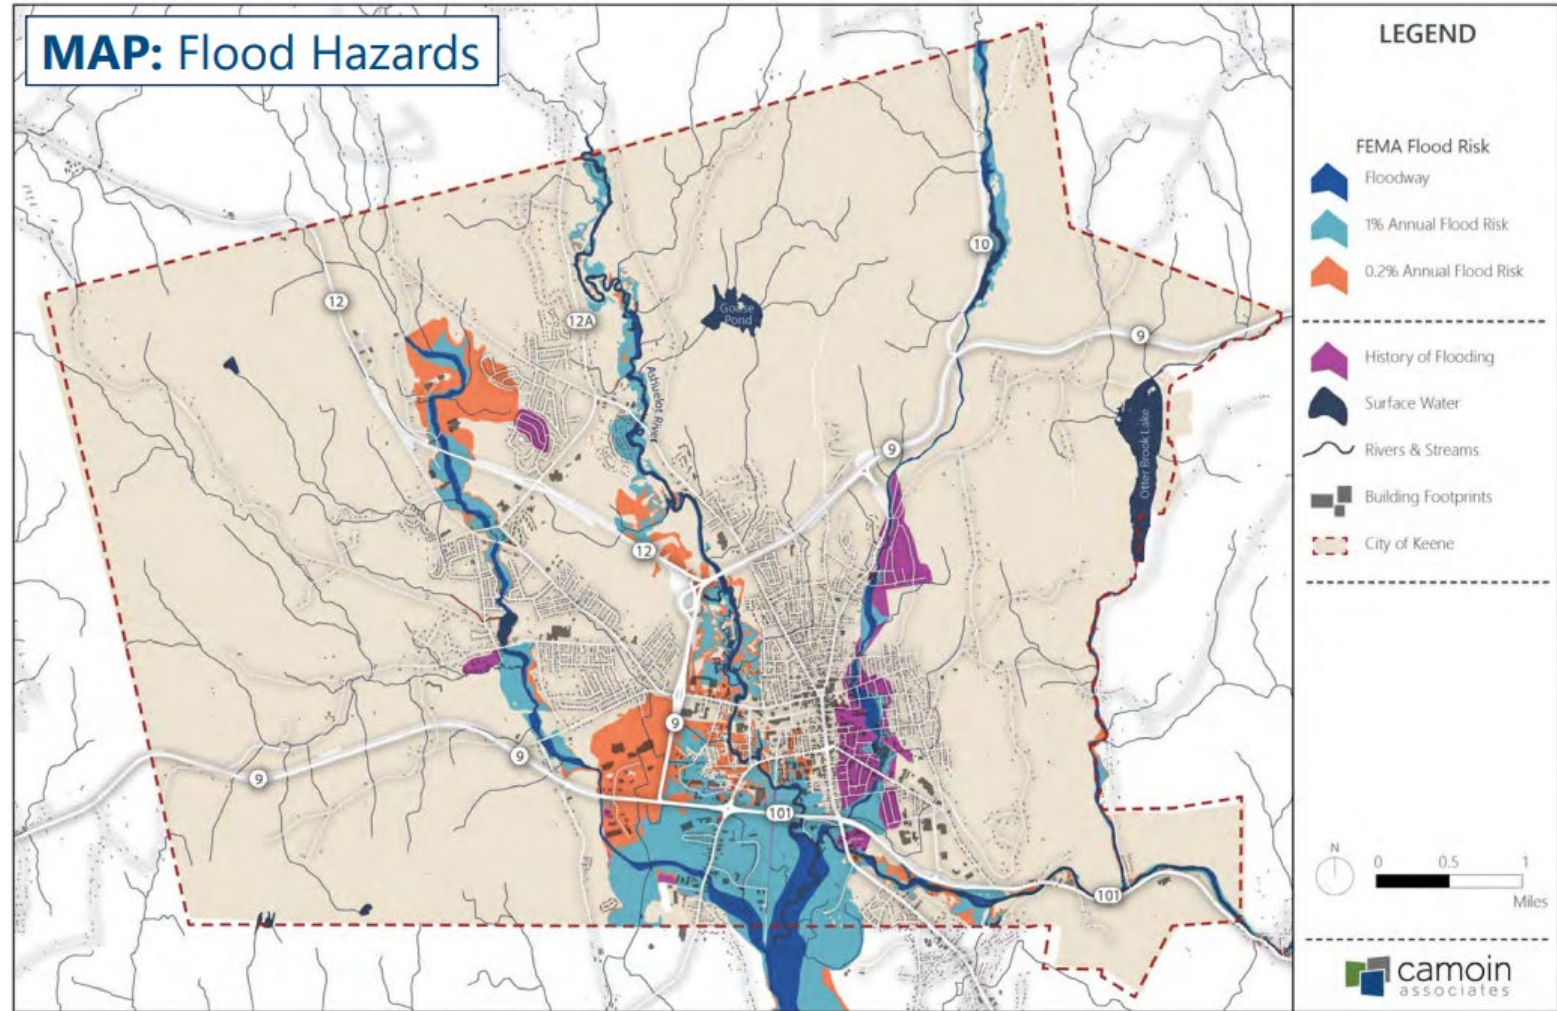 MAP: Flood Hazards
12
12A
Goose
Pond
10
9
Ashuelot River
9
Otter Brook Lake
12
9
9
9
101
101
LEGEND
FEMA Flood Risk
Floodway
1% Annual Flood Risk
0.2% Annual Flood Risk
History of Flooding
Surface Water
Rivers & Streams
Building Footprints
City of Keene
N
0 0.5 1
Miles
camoin
associates